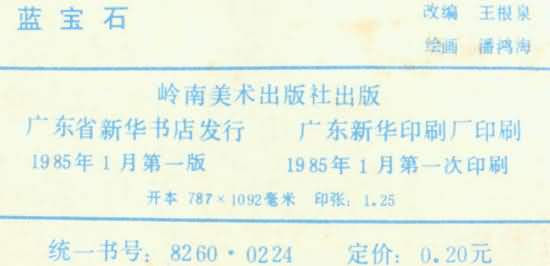 蓝宝石
改编 王根泉
绘画 潘鸿海
岭南美术出版社出版
广东省新华书店发行 广东新华印刷厂印刷
1985年1月第一版 1985年1月第一次印刷
开本 787×1092毫米 印张：1.25
统一书号：8260·0224 定价：0.20元